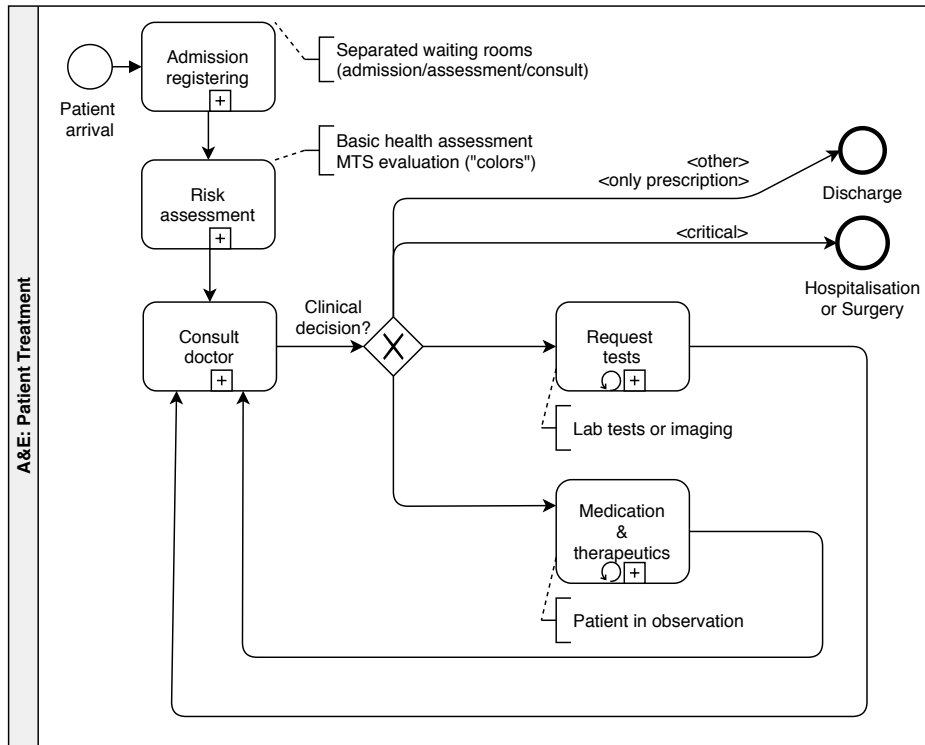 A&E: Patient Treatment
Patient
arrival
Admission
registering
+
Separated waiting rooms
(admission/assessment/consult)
Risk
assessment
+
Basic health assessment
MTS evaluation ("colors")
Consult
doctor
+
Clinical
decision?
X
<other>
<only prescription>
Discharge
<critical>
Hospitalisation
or Surgery
Request
tests
+
Lab tests or imaging
Medication
&
therapeutics
+
Patient in observation